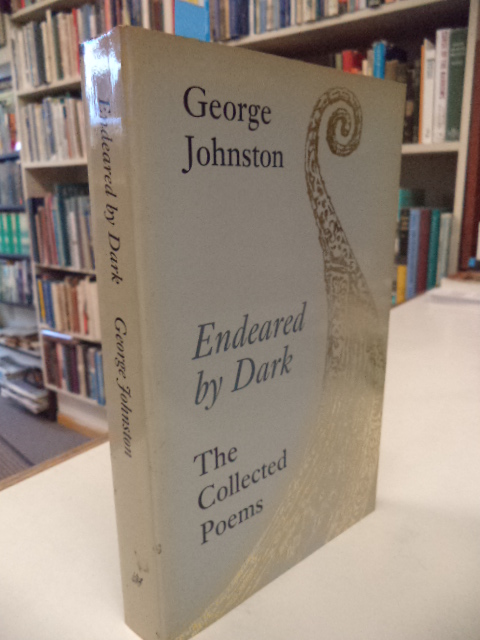 George
Johnston
Endeared
by Dark
The
Collected
Poems
Endeared by Dark George Johnston